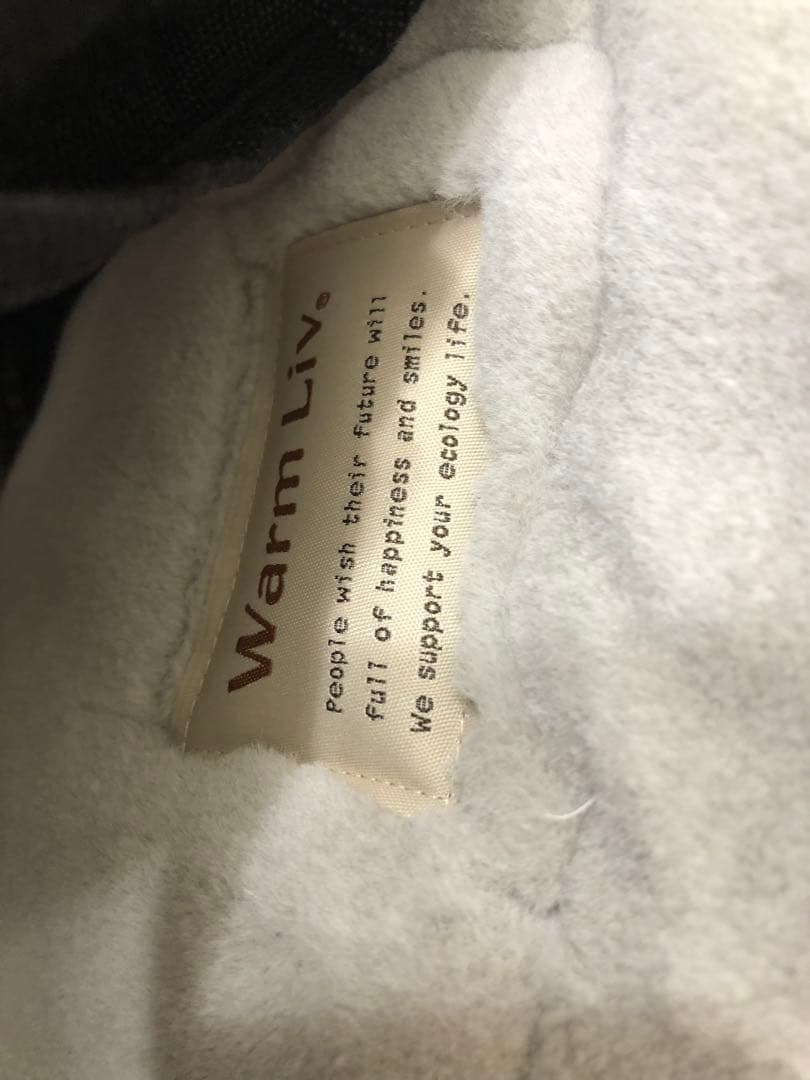 Warm Liv®
People wish their future will
full of happiness and smiles.
We support your ecology life.